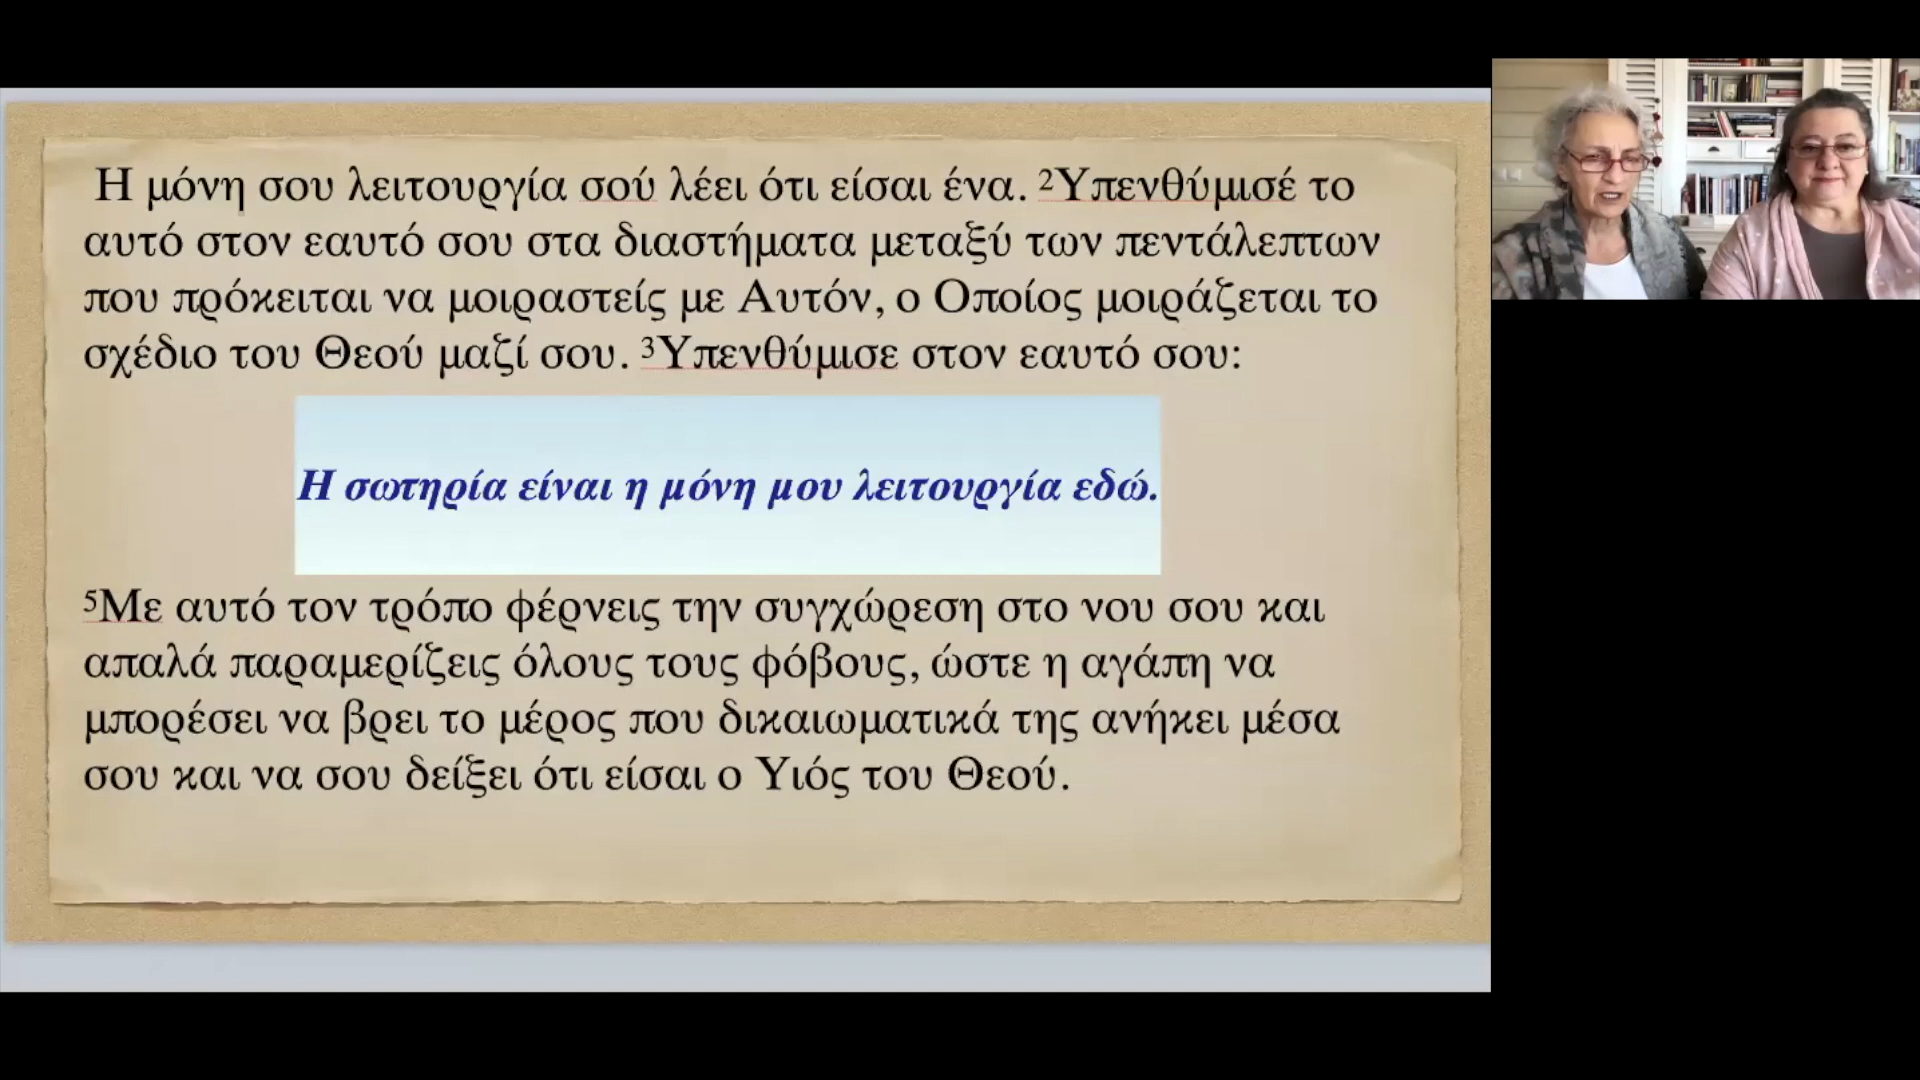 Η μόνη σου λειτουργία σού λέει ότι είσαι ένα. ²Υπενθύμισέ το
αυτό στον εαυτό σου στα διαστήματα μεταξύ των πεντάλεπτων
που πρόκειται να μοιραστείς με Αυτόν, ο Οποίος μοιράζεται το
σχέδιο του Θεού μαζί σου. ³Υπενθύμισε στον εαυτό σου:
Η σωτηρία είναι η μόνη μου λειτουργία εδώ.
⁵Με αυτό τον τρόπο φέρνεις την συγχώρεση στο νου σου και
απαλά παραμερίζεις όλους τους φόβους, ώστε η αγάπη να
μπορέσει να βρει το μέρος που δικαιωματικά της ανήκει μέσα
σου και να σου δείξει ότι είσαι ο Υιός του Θεού.